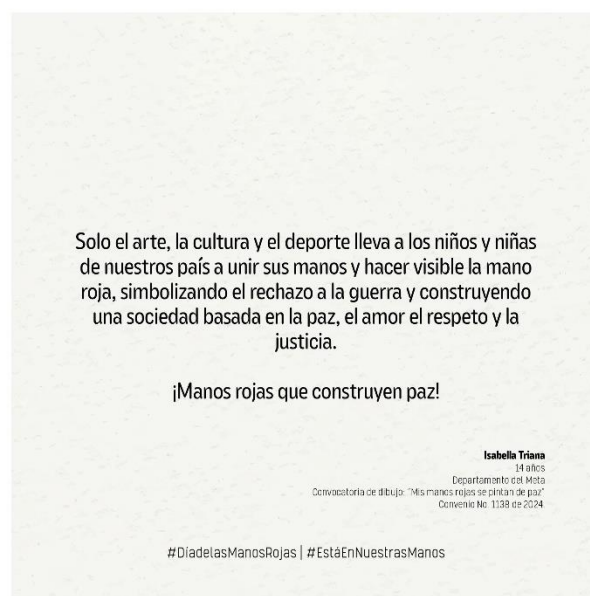 Solo el arte, la cultura y el deporte lleva a los niños y niñas
de nuestros país a unir sus manos y hacer visible la mano
roja, simbolizando el rechazo a la guerra y construyendo
una sociedad basada en la paz, el amor el respeto y la
justicia.
¡Manos rojas que construyen paz!
Isabella Triana
14 años
Departamento del Meta
Convocatoria de dibujo: "Mis manos rojas se pintan de paz"
Convenio No. 1138 de 2024.
#DíadelasManosRojas | #EstáEnNuestrasManos